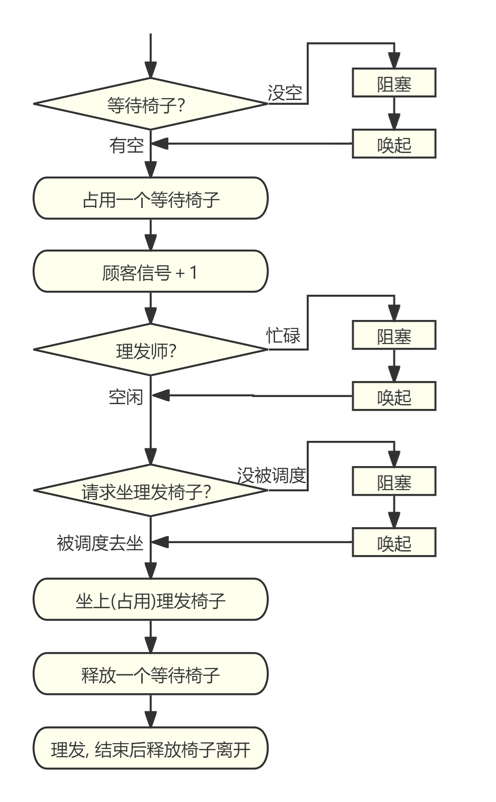 等待椅子?
没空
阻塞
有空
唤起
占用一个等待椅子
顾客信号+1
理发师?
忙碌
阻塞
空闲
唤起
请求坐理发椅子?
没被调度
阻塞
被调度去坐
唤起
坐上(占用)理发椅子
释放一个等待椅子
理发, 结束后释放椅子离开